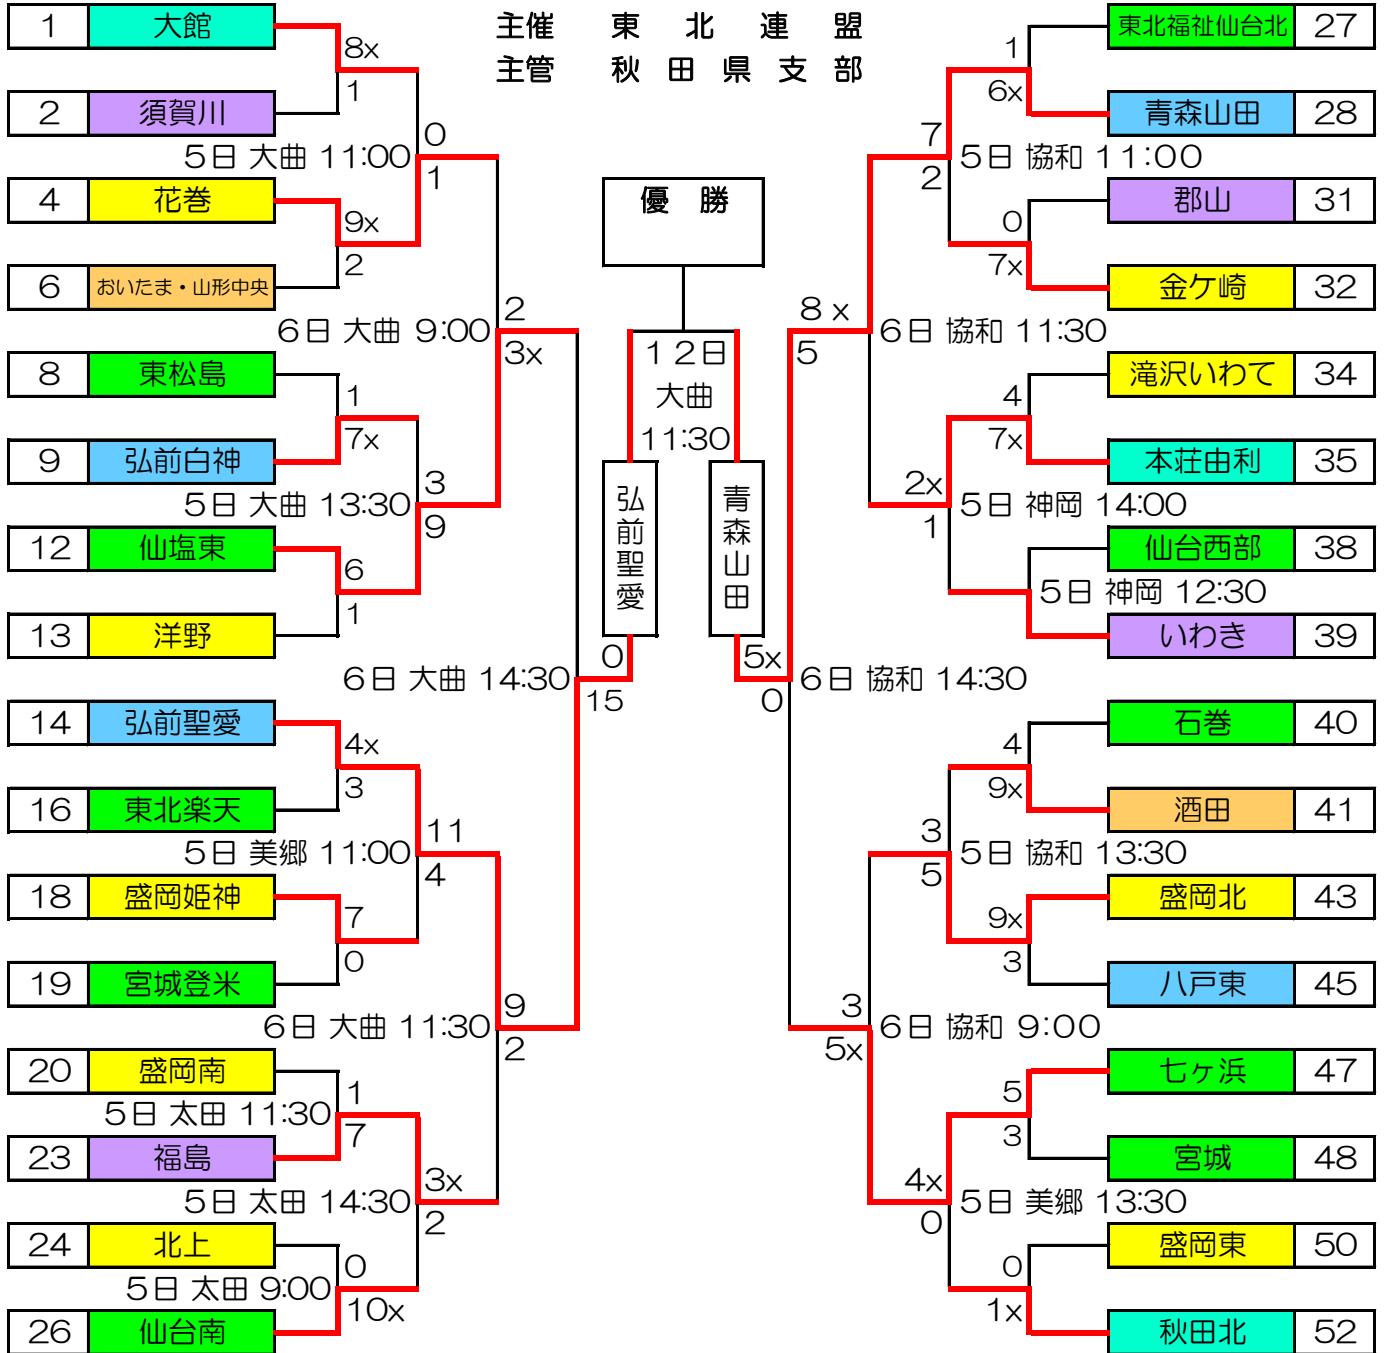 主催 東北連盟
主管 秋田県支部
1 大館
8x
1
2 須賀川
5日 大曲 11:00
0
1
4 花巻
9x
2
6 おいたま・山形中央
6日 大曲 9:00
2
3x
8 東松島
1
7x
9 弘前白神
5日 大曲 13:30
3
9
12 仙塩東
6
1
13 洋野
6日 大曲 14:30
0
15
14 弘前聖愛
4x
3
16 東北楽天
5日 美郷 11:00
11
4
18 盛岡姫神
7
0
19 宮城登米
6日 大曲 11:30
9
2
20 盛岡南
5日 太田 11:30
1
7
23 福島
5日 太田 14:30
3x
2
24 北上
5日 太田 9:00
0
10x
26 仙台南
優勝
12日
大曲
11:30
弘前聖愛
青森山田
東北福祉仙台北 27
1
6x
青森山田 28
7
2
5日 協和 11:00
郡山 31
0
7x
金ケ崎 32
8x
5
6日 協和 11:30
滝沢いわて 34
4
7x
本荘由利 35
2x
1
5日 神岡 14:00
仙台西部 38
5日 神岡 12:30
いわき 39
5x
0
6日 協和 14:30
石巻 40
4
9x
酒田 41
3
5
5日 協和 13:30
盛岡北 43
9x
3
八戸東 45
3
5x
6日 協和 9:00
七ヶ浜 47
5
3
宮城 48
4x
0
5日 美郷 13:30
盛岡東 50
0
1x
秋田北 52